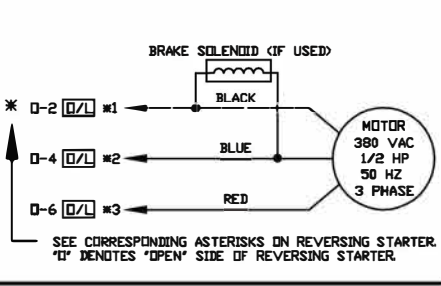 BRAKE SOLENOID (IF USED)
* O-2 O/L *1
BLACK
O-4 O/L *2
BLUE
O-6 O/L *3
RED
MOTOR
380 VAC
1/2 HP
50 HZ
3 PHASE
SEE CORRESPONDING ASTERISKS ON REVERSING STARTER.
"O" DENOTES "OPEN" SIDE OF REVERSING STARTER.